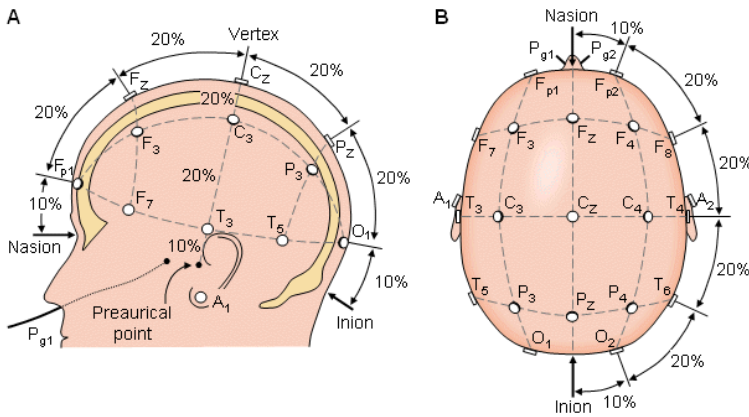 A
Vertex
20%
20%
Fz
Cz
20%
20%
20%
C3
F3
Pz
Fp1
20%
P3
20%
10%
F7
T3
T5
O1
Nasion
10%
10%
A1
Preaurical
point
Inion
Pg1
B
Nasion
10%
Pg1
Pg2
Fp1
Fp2
20%
F7
F3
Fz
F4
F8
20%
A1
T3
C3
Cz
C4
T4
A2
20%
T5
P3
Pz
P4
T6
O1
O2
20%
Inion
10%